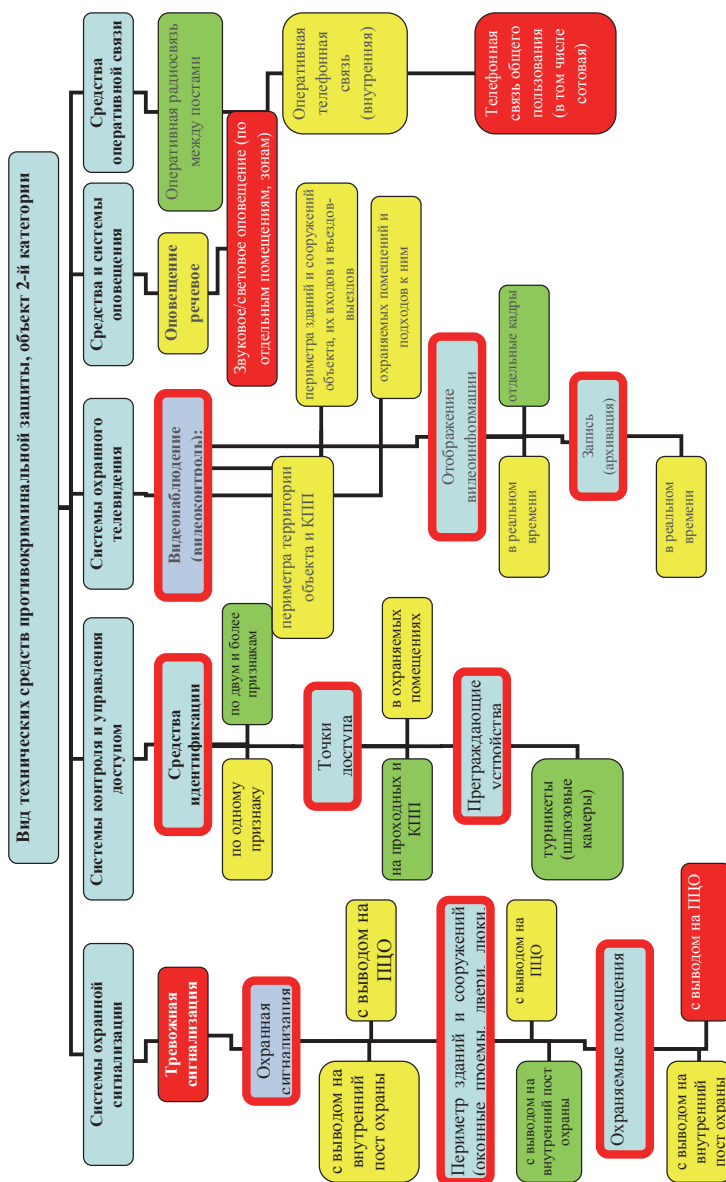 Вид технических средств противокриминальной защиты, объект 2-й категории
Системы охранной
сигнализации
Тревожная
сигнализация
Охранная
сигнализация
с выводом на
внутренний
пост охраны
с выводом на
ПЦО
Периметр зданий и сооружений
(оконные проемы, двери, люки,
с выводом на
внутренний пост
охраны
с выводом на
ПЦО
Охраняемые помещения
с выводом на
внутренний
пост охраны
с выводом на ПЦО
Системы контроля и управления
доступом
Средства
идентификации
по одному
признаку
по двум и более
признакам
Точки
доступа
на проходных и
КПП
в охраняемых
помещениях
Преграждающие
устройства
турникеты
(шлюзовые
камеры)
Системы охранного
телевидения
Видеонаблюдение
(видеоконтроль):
периметра территории
объекта и КПП
периметра зданий и сооружений
объекта, их входов и въездов-
выездов
охраняемых помещений и
подходов к ним
Отображение
видеоинформации
в реальном
времени
отдельные кадры
Запись
(архивация)
в реальном
времени
Средства и системы
оповещения
Оповещение
речевое
Звуковое/световое оповещение (по
отдельным помещениям, зонам)
Средства
оперативной связи
Оперативная радиосвязь
между постами
Оперативная
телефонная
связь
(внутренняя)
Телефонная
связь общего
пользования
(в том числе
сотовая)